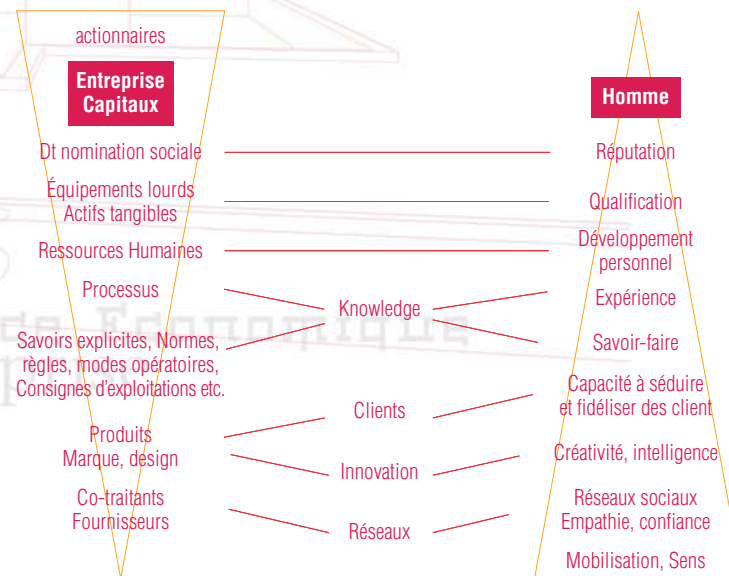 actionnaires
Entreprise
Capitaux
Homme
Dt nomination sociale
Réputation
Équipements lourds
Actifs tangibles
Qualification
Ressources Humaines
Développement
personnel
Processus
Knowledge
Expérience
Savoirs explicites, Normes,
règles, modes opératoires,
Consignes d'exploitations etc.
Savoir-faire
Clients
Capacité à séduire
et fidéliser des client
Produits
Marque, design
Innovation
Créativité, intelligence
Co-traitants
Fournisseurs
Réseaux
Réseaux sociaux
Empathie, confiance
Mobilisation, Sens